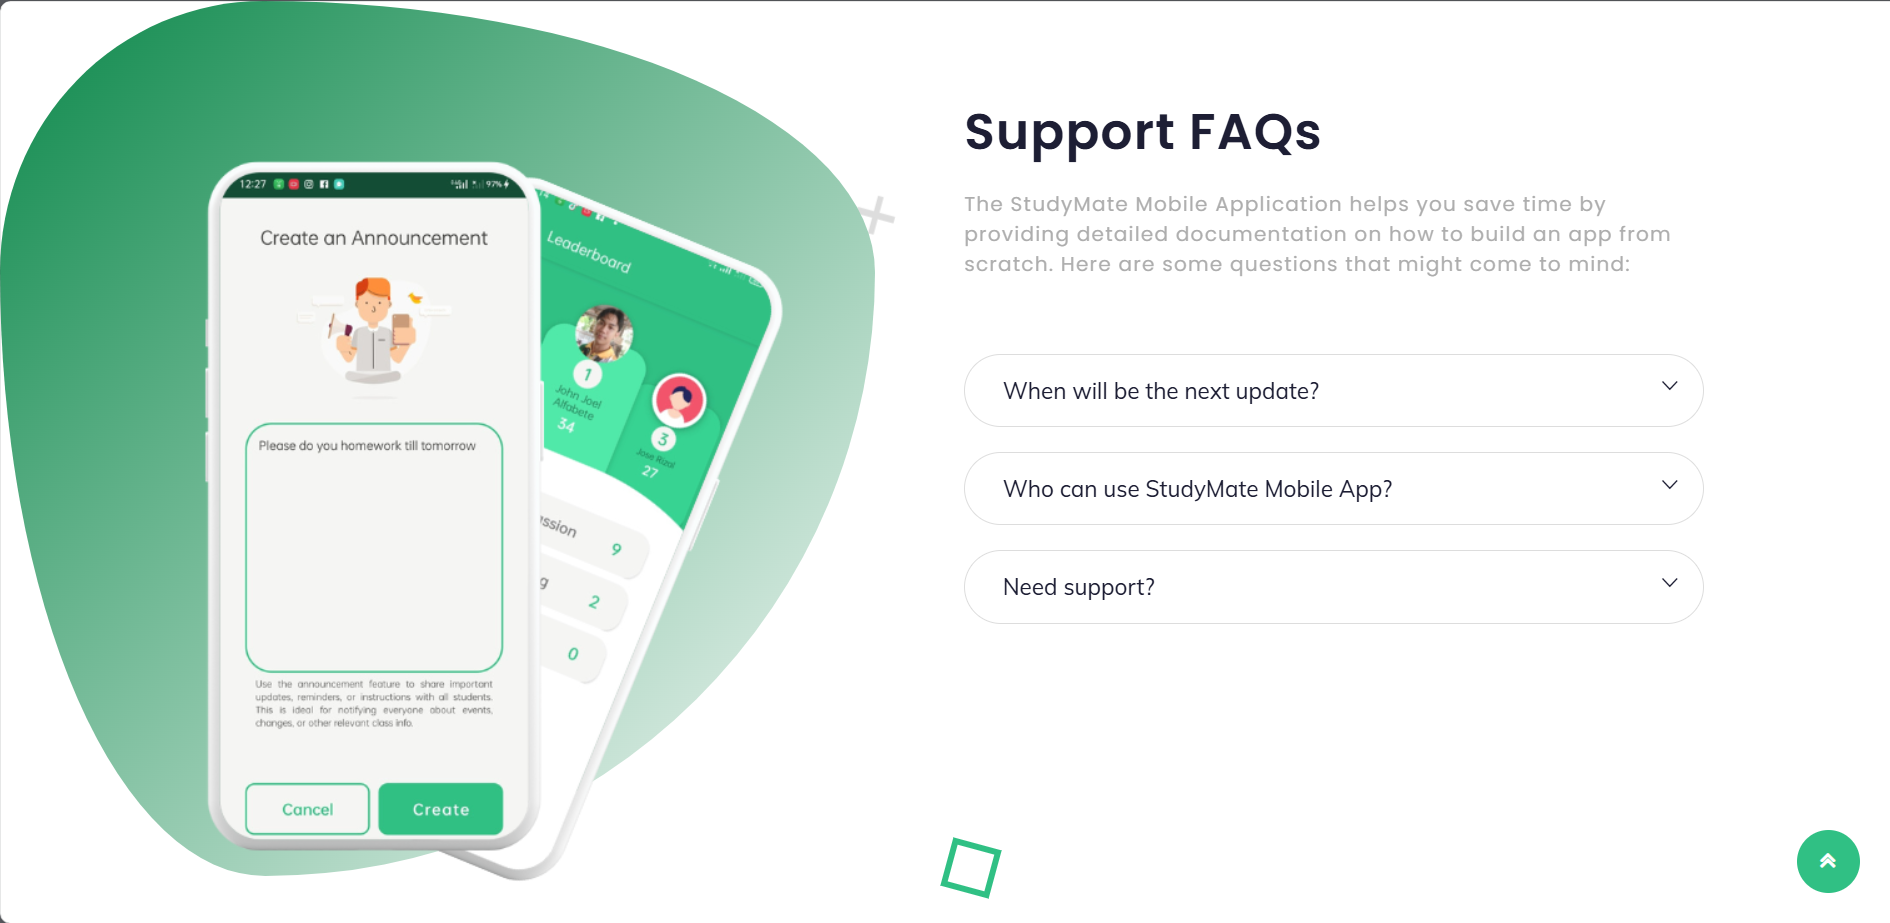 Support FAQs
The StudyMate Mobile Application helps you save time by
providing detailed documentation on how to build an app from
scratch. Here are some questions that might come to mind:
When will be the next update?
Who can use StudyMate Mobile App?
Need support?
12:27
97%
Create an Announcement
Please do you homework till tomorrow
Use the announcement feature to share important
updates, reminders, or instructions with all students.
This is ideal for notifying everyone about events,
changes, or other relevant class info.
Cancel
Create
Leaderboard
1
John Joel
Alfabete
34
3
Jose Rizal
27
ssion
9
g
2
0